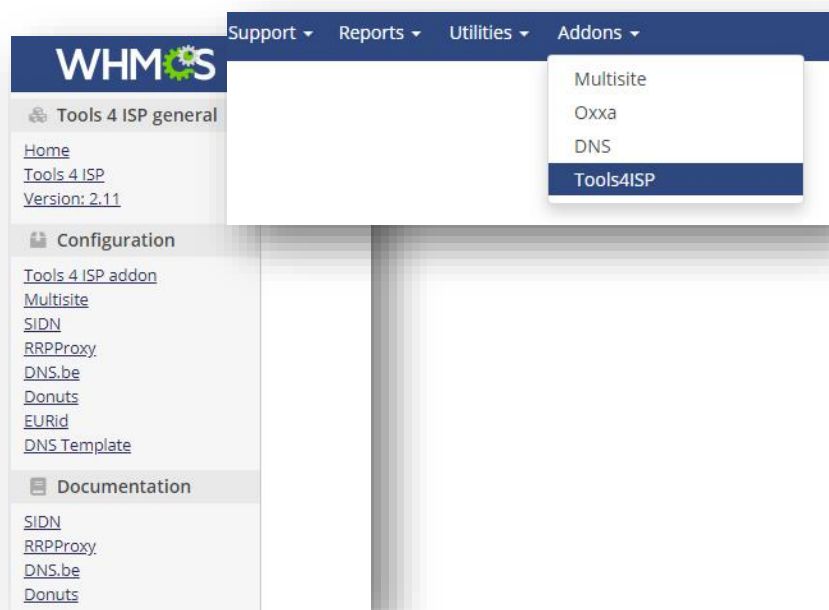 Support Reports Utilities Addons
Multisite
Oxxa
DNS
Tools4ISP
WHMCS
Tools 4 ISP general
Home
Tools 4 ISP
Version: 2.11
Configuration
Tools 4 ISP addon
Multisite
SIDN
RRPProxy
DNS.be
Donuts
EURid
DNS Template
Documentation
SIDN
RRPProxy
DNS.be
Donuts